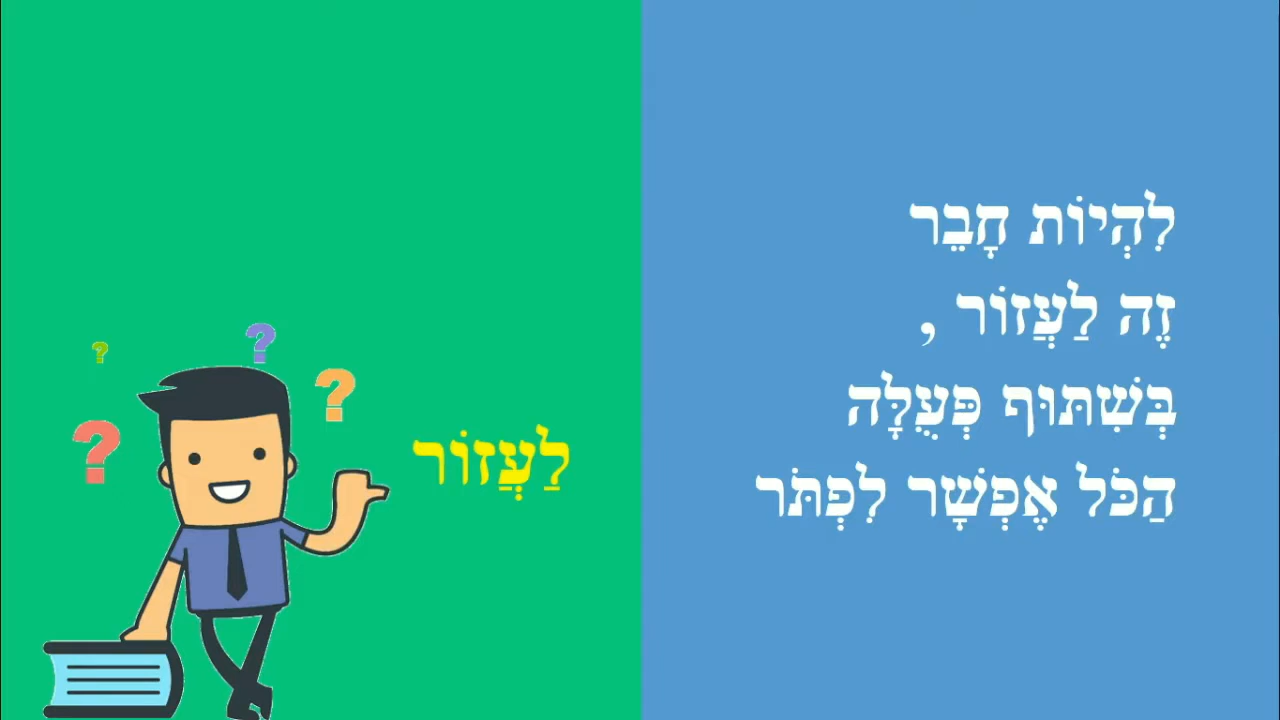 לִהְיוֹת חָבֵר
זֶה לַעֲזוֹר ,
בְּשִׁתּוּף פְּעֻלָּה
הַכֹּל אֶפְשָׁר לִפְתֹּר
לַעֲזוֹר
? ? ? ?